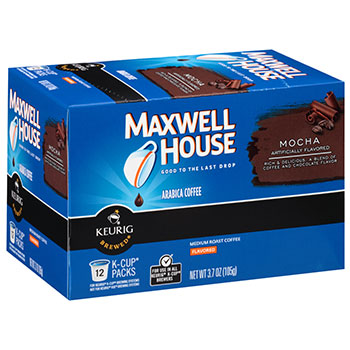 MAXWELL
HOUSE
GOOD TO THE LAST DROP
ARABICA COFFEE
MOCHA
ARTIFICIALLY FLAVORED
RICH & DELICIOUS: A BLEND OF
COFFEE AND CHOCOLATE FLAVOR
KEURIG
BREWED
12
K-CUP®
PACKS
FOR USE IN ALL
KEURIG® K-CUP®
BREWERS
MEDIUM ROAST COFFEE
FLAVORED
NET WT 3.7 OZ (105g)
MAXWELL
HOUSE